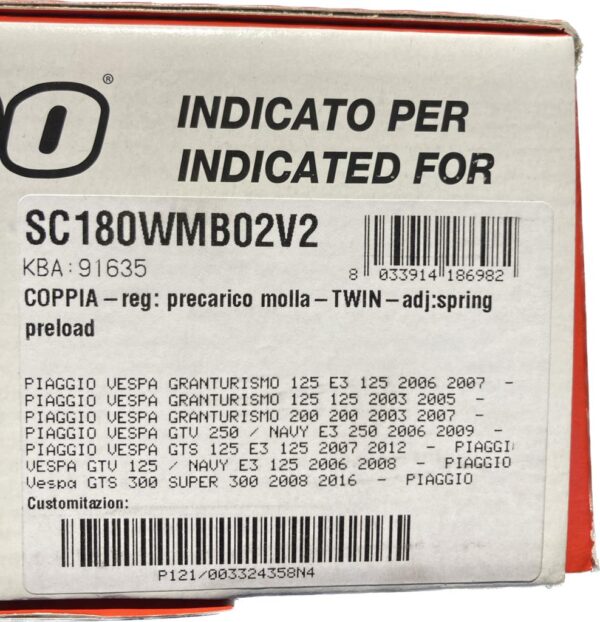 ®
INDICATO PER
INDICATED FOR
SC180WMB02V2
KBA:91635
8 033914 186982
COPPIA–reg: precarico molla–TWIN–adj:spring
preload
PIAGGIO VESPA GRANTURISMO 125 E3 125 2006 2007 -
PIAGGIO VESPA GRANTURISMO 125 125 2003 2005 -
PIAGGIO VESPA GRANTURISMO 200 200 2003 2007 -
PIAGGIO VESPA GTV 250 / NAVY E3 250 2006 2009 -
PIAGGIO VESPA GTS 125 E3 125 2007 2012 - PIAGGI
VESPA GTV 125 / NAVY E3 125 2006 2008 - PIAGGIO
Vespa GTS 300 SUPER 300 2008 2016 - PIAGGIO
Customitazion:
P121/003324358N4